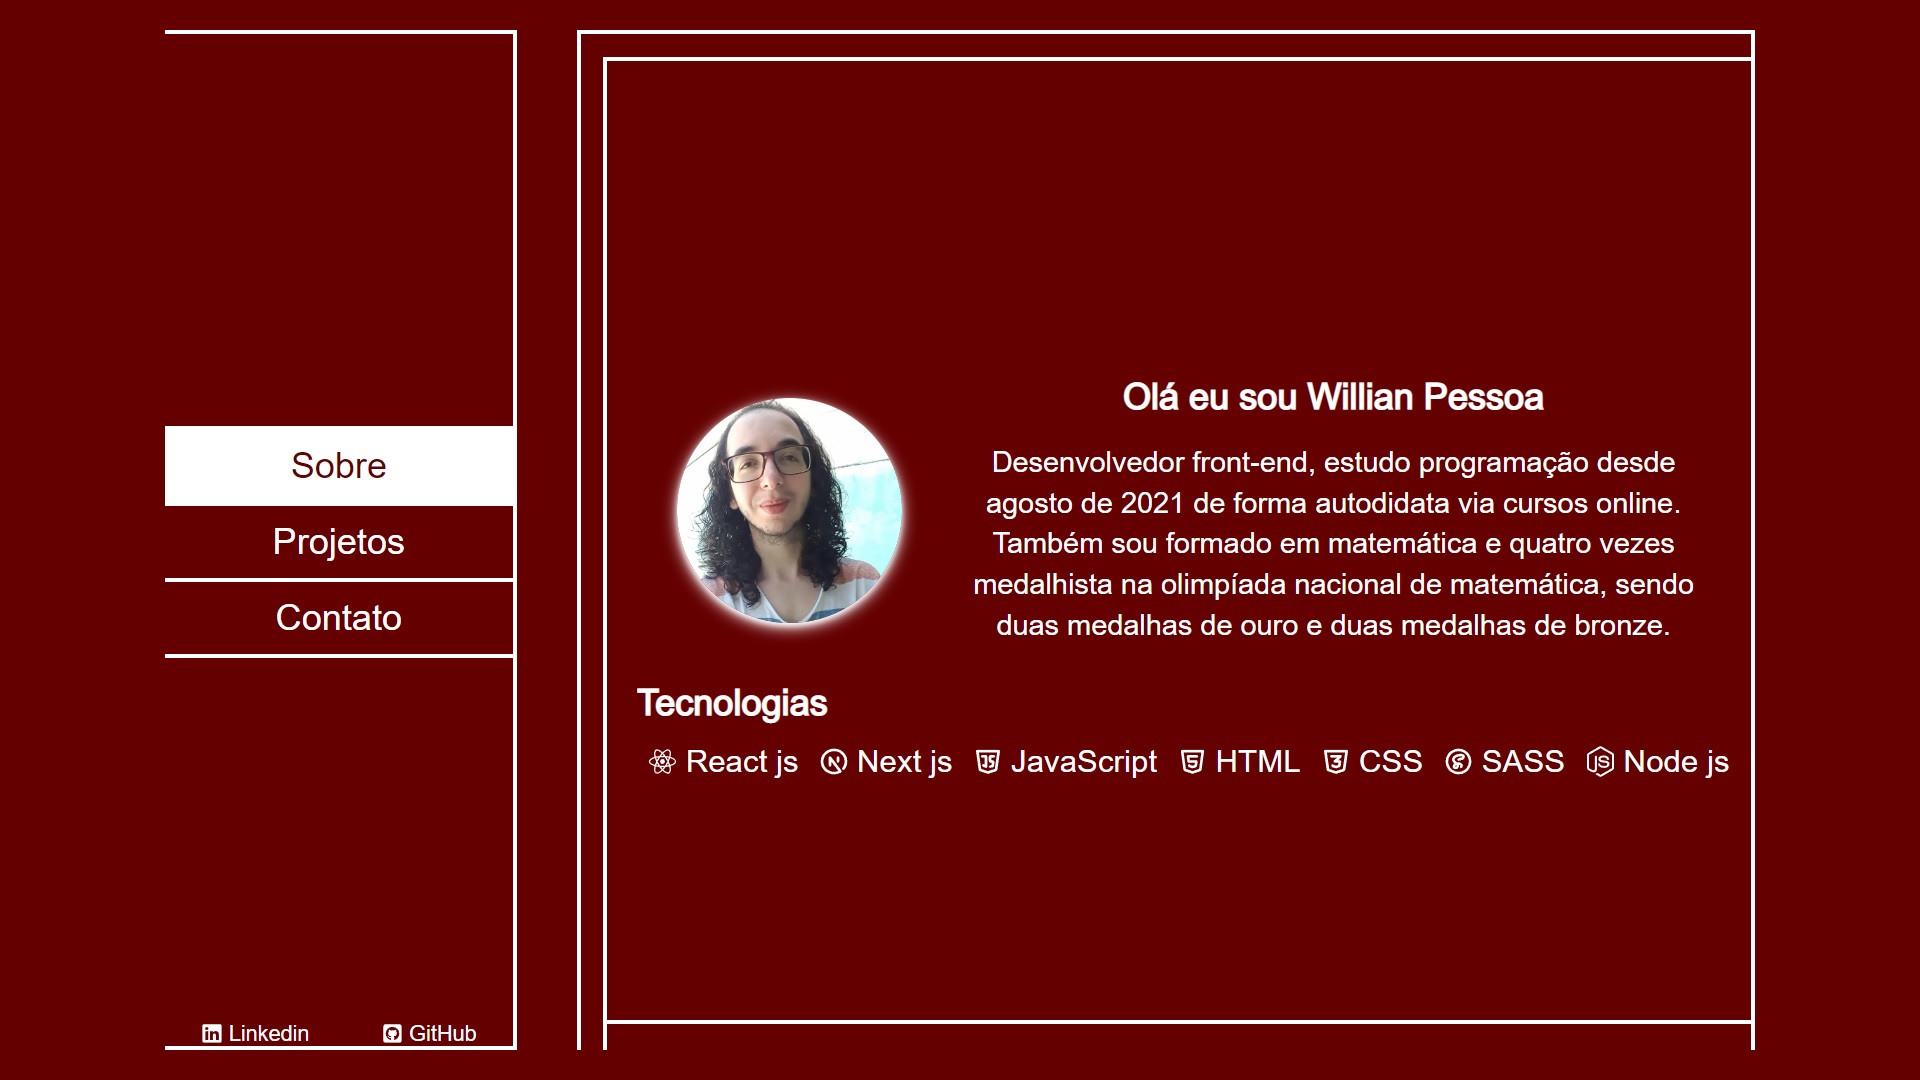 Sobre
Projetos
Contato
Linkedin
GitHub
Olá eu sou Willian Pessoa
Desenvolvedor front-end, estudo programação desde
agosto de 2021 de forma autodidata via cursos online.
Também sou formado em matemática e quatro vezes
medalhista na olimpíada nacional de matemática, sendo
duas medalhas de ouro e duas medalhas de bronze.
Tecnologias
React js Next js JavaScript HTML CSS SASS Node js